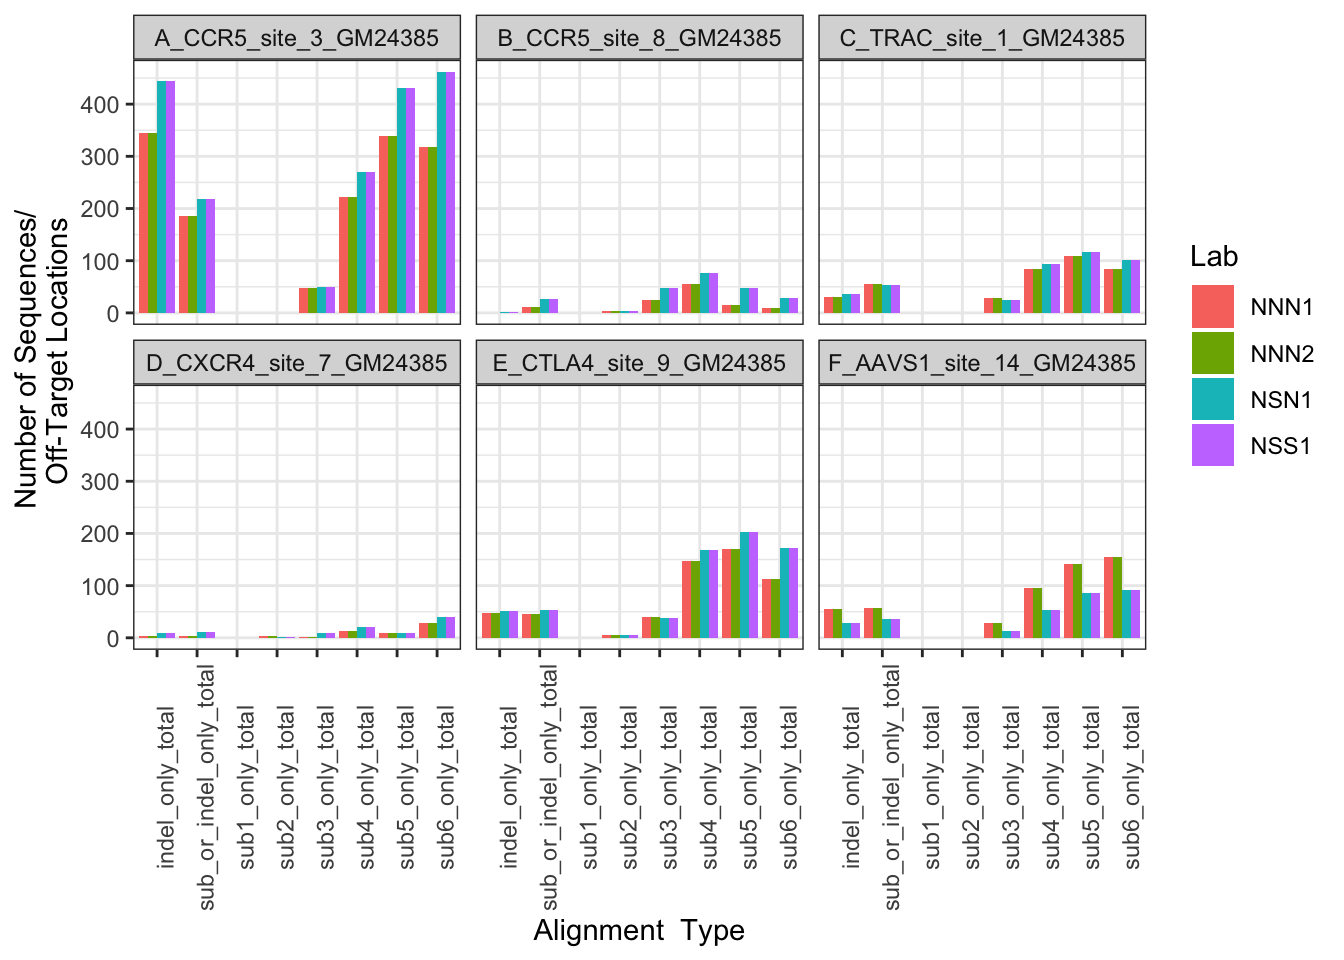 A_CCR5_site_3_GM24385
B_CCR5_site_8_GM24385
C_TRAC_site_1_GM24385
400
300
200
100
0
D_CXCR4_site_7_GM24385
E_CTLA4_site_9_GM24385
F_AAVS1_site_14_GM24385
400
300
200
100
0
Number of Sequences/
Off-Target Locations
indel_only_total
sub_or_indel_only_total
sub1_only_total
sub2_only_total
sub3_only_total
sub4_only_total
sub5_only_total
sub6_only_total
indel_only_total
sub_or_indel_only_total
sub1_only_total
sub2_only_total
sub3_only_total
sub4_only_total
sub5_only_total
sub6_only_total
indel_only_total
sub_or_indel_only_total
sub1_only_total
sub2_only_total
sub3_only_total
sub4_only_total
sub5_only_total
sub6_only_total
Alignment  Type
Lab
NNN1
NNN2
NSN1
NSS1